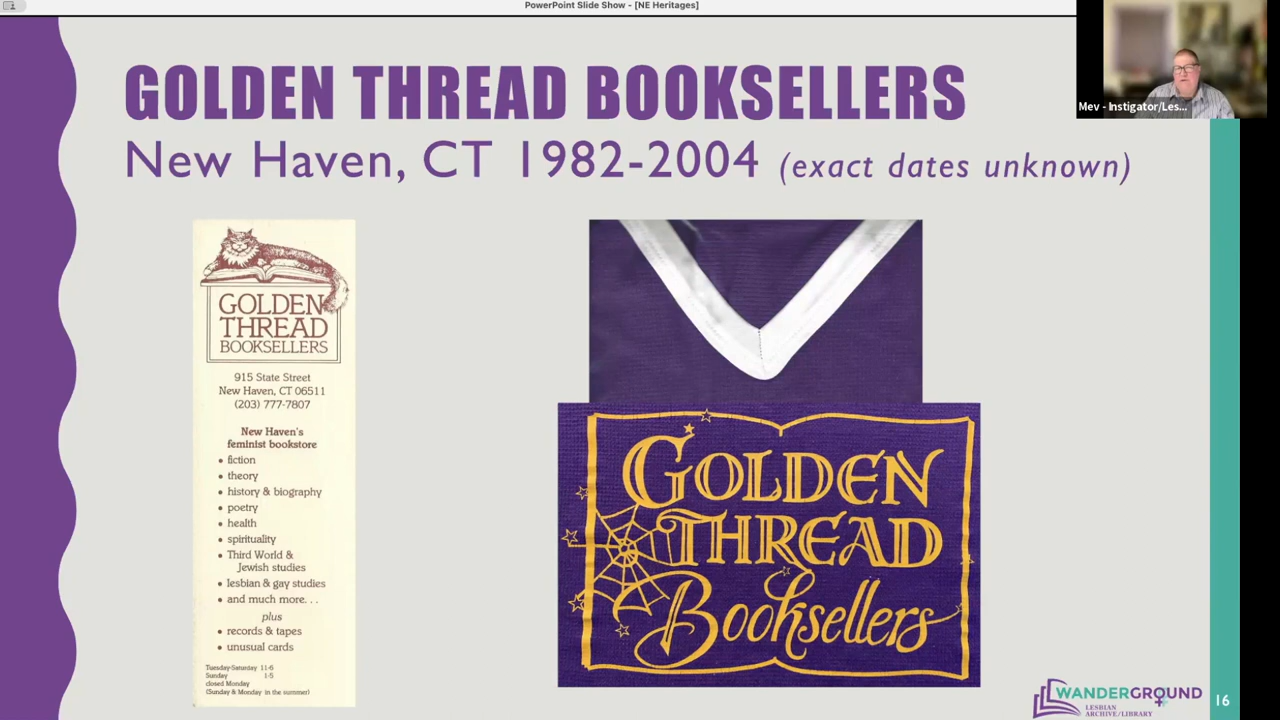 PowerPoint Slide Show - [NE Heritages]
Mev - Instigator/Les...
GOLDEN THREAD BOOKSELLERS
New Haven, CT 1982-2004 (exact dates unknown)
GOLDEN
THREAD
BOOKSELLERS
915 State Street
New Haven, CT 06511
(203) 777-7807
New Haven's
feminist bookstore
• fiction
• theory
• history & biography
• poetry
• health
• spirituality
• Third World &
Jewish studies
• lesbian & gay studies
• and much more. . .
plus
• records & tapes
• unusual cards
Tuesday-Saturday 11-6
Sunday 1-5
closed Monday
(Sunday & Monday in the summer)
GOLDEN
THREAD
Booksellers
WANDERGROUND
LESBIAN
ARCHIVE/LIBRARY
16